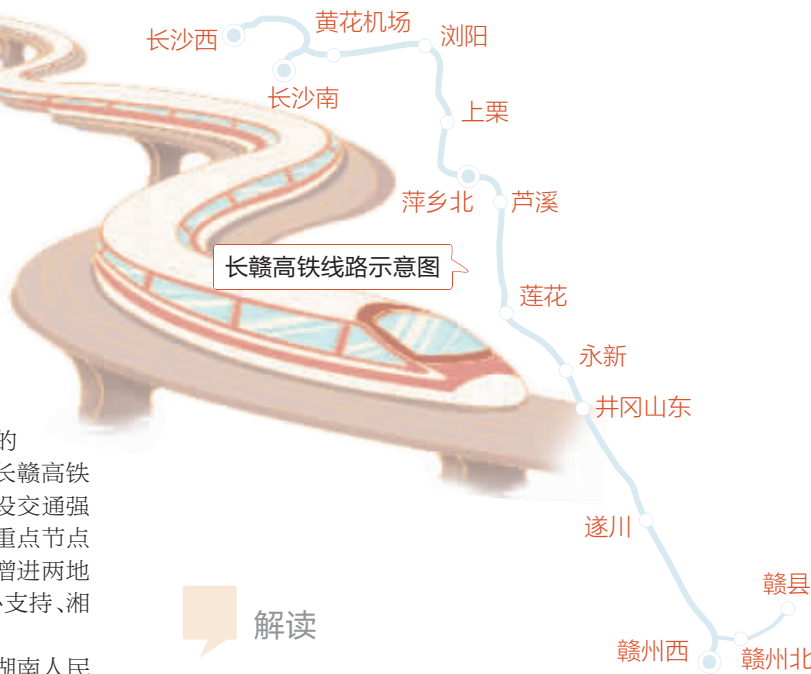 黄花机场
长沙西
浏阳
长沙南
上栗
萍乡北
芦溪
长赣高铁线路示意图
莲花
永新
井冈山东
的
长赣高铁
设交通强
遂川
重点节点
增进两地
赣县
支持、湘
解读
赣州西
赣州北
湖南人民